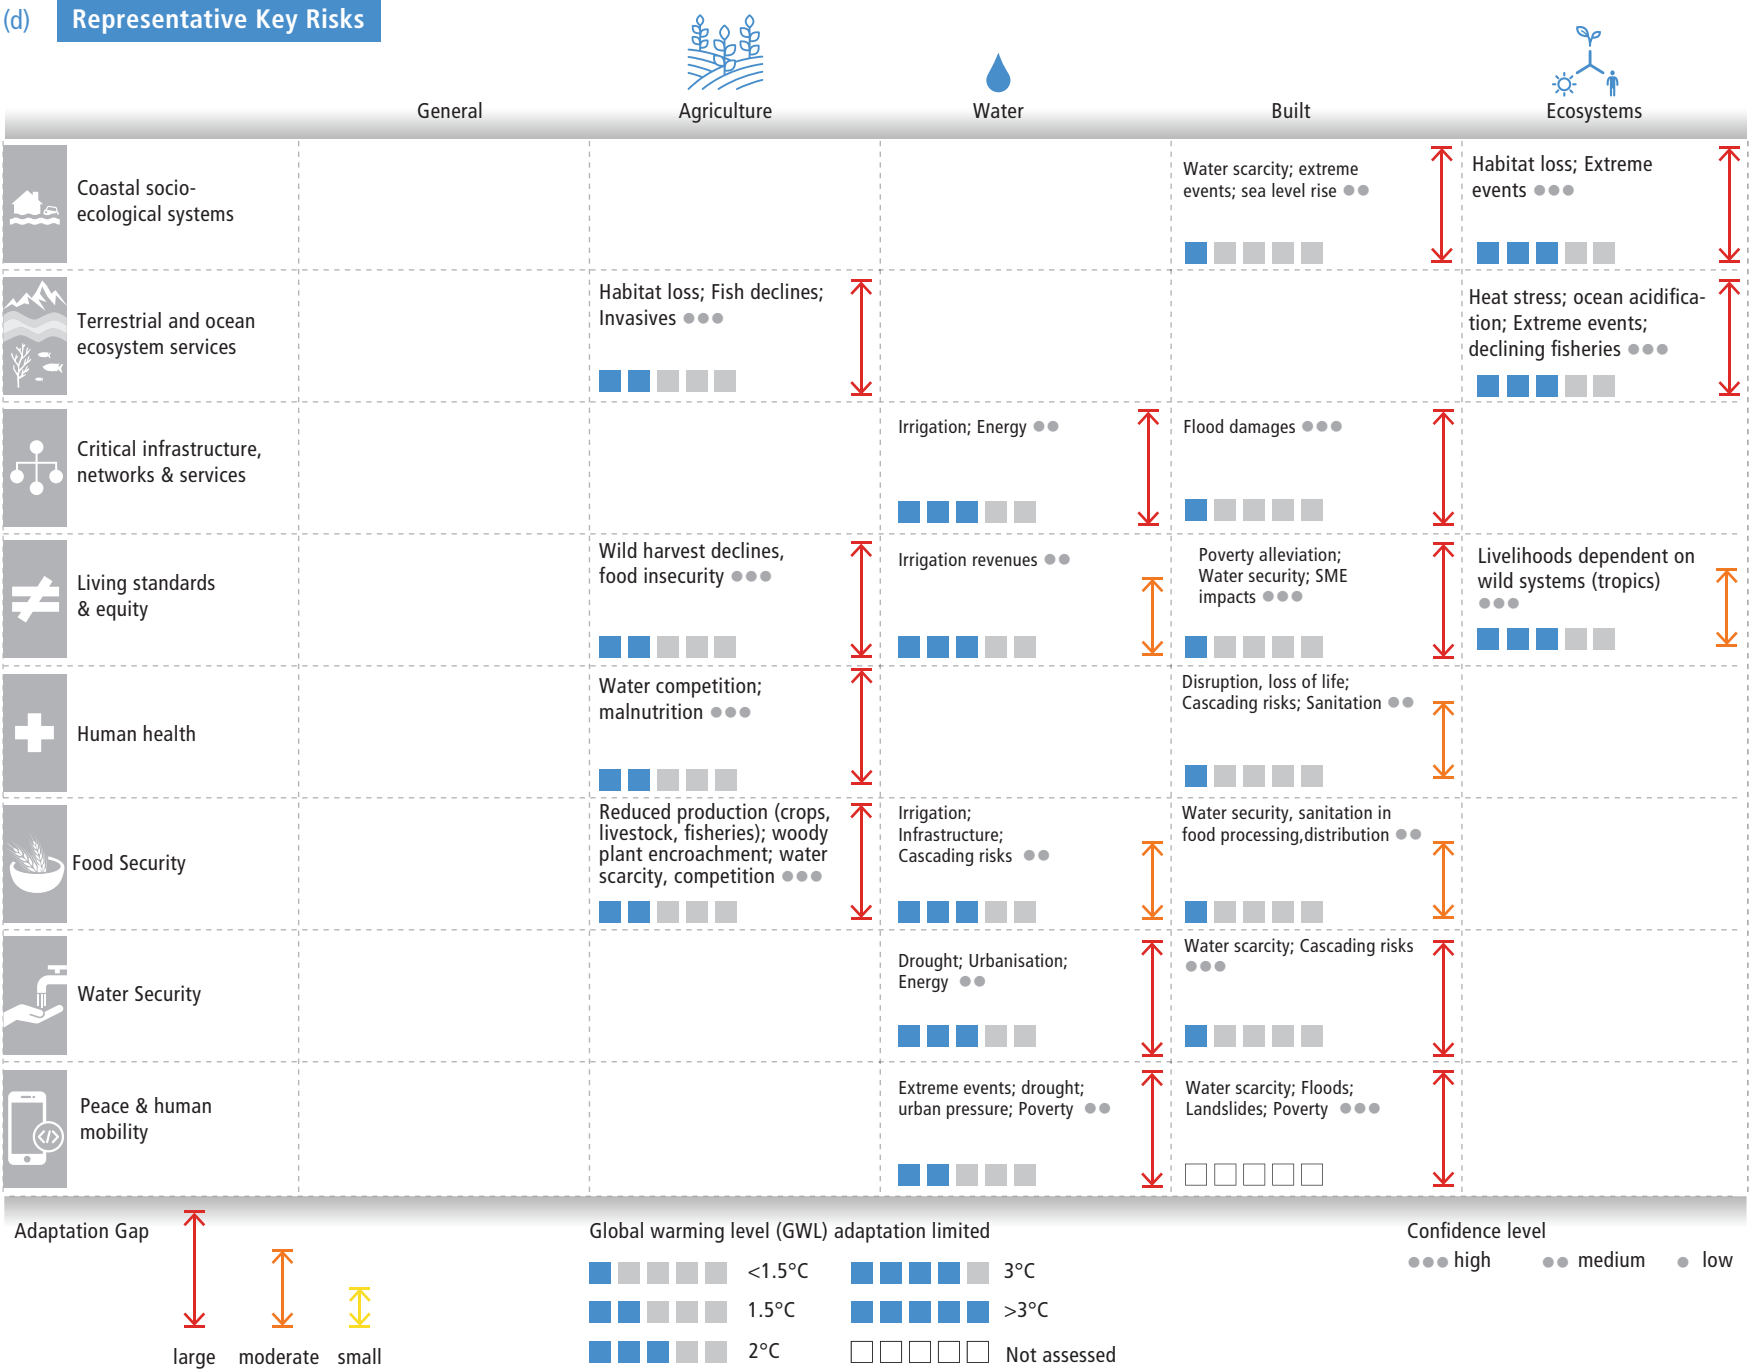 (d) Representative Key Risks
General Agriculture Water Built Ecosystems
Coastal socio-
ecological systems
Water scarcity; extreme
events; sea level rise
Habitat loss; Extreme
events
Terrestrial and ocean
ecosystem services
Habitat loss; Fish declines;
Invasives
Heat stress; ocean acidifica-
tion; Extreme events;
declining fisheries
Critical infrastructure,
networks & services
Irrigation; Energy
Flood damages
Living standards
& equity
Wild harvest declines,
food insecurity
Irrigation revenues
Poverty alleviation;
Water security; SME
impacts
Livelihoods dependent on
wild systems (tropics)
Human health
Water competition;
malnutrition
Disruption, loss of life;
Cascading risks; Sanitation
Food Security
Reduced production (crops,
livestock, fisheries); woody
plant encroachment; water
scarcity, competition
Irrigation;
Infrastructure;
Cascading risks
Water security, sanitation in
food processing,distribution
Water Security
Drought; Urbanisation;
Energy
Water scarcity; Cascading risks
Peace & human
mobility
</>
Extreme events; drought;
urban pressure; Poverty
Water scarcity; Floods;
Landslides; Poverty
Adaptation Gap
large moderate small
Global warming level (GWL) adaptation limited
<1.5°C
1.5°C
2°C
3°C
>3°C
Not assessed
Confidence level
high medium low